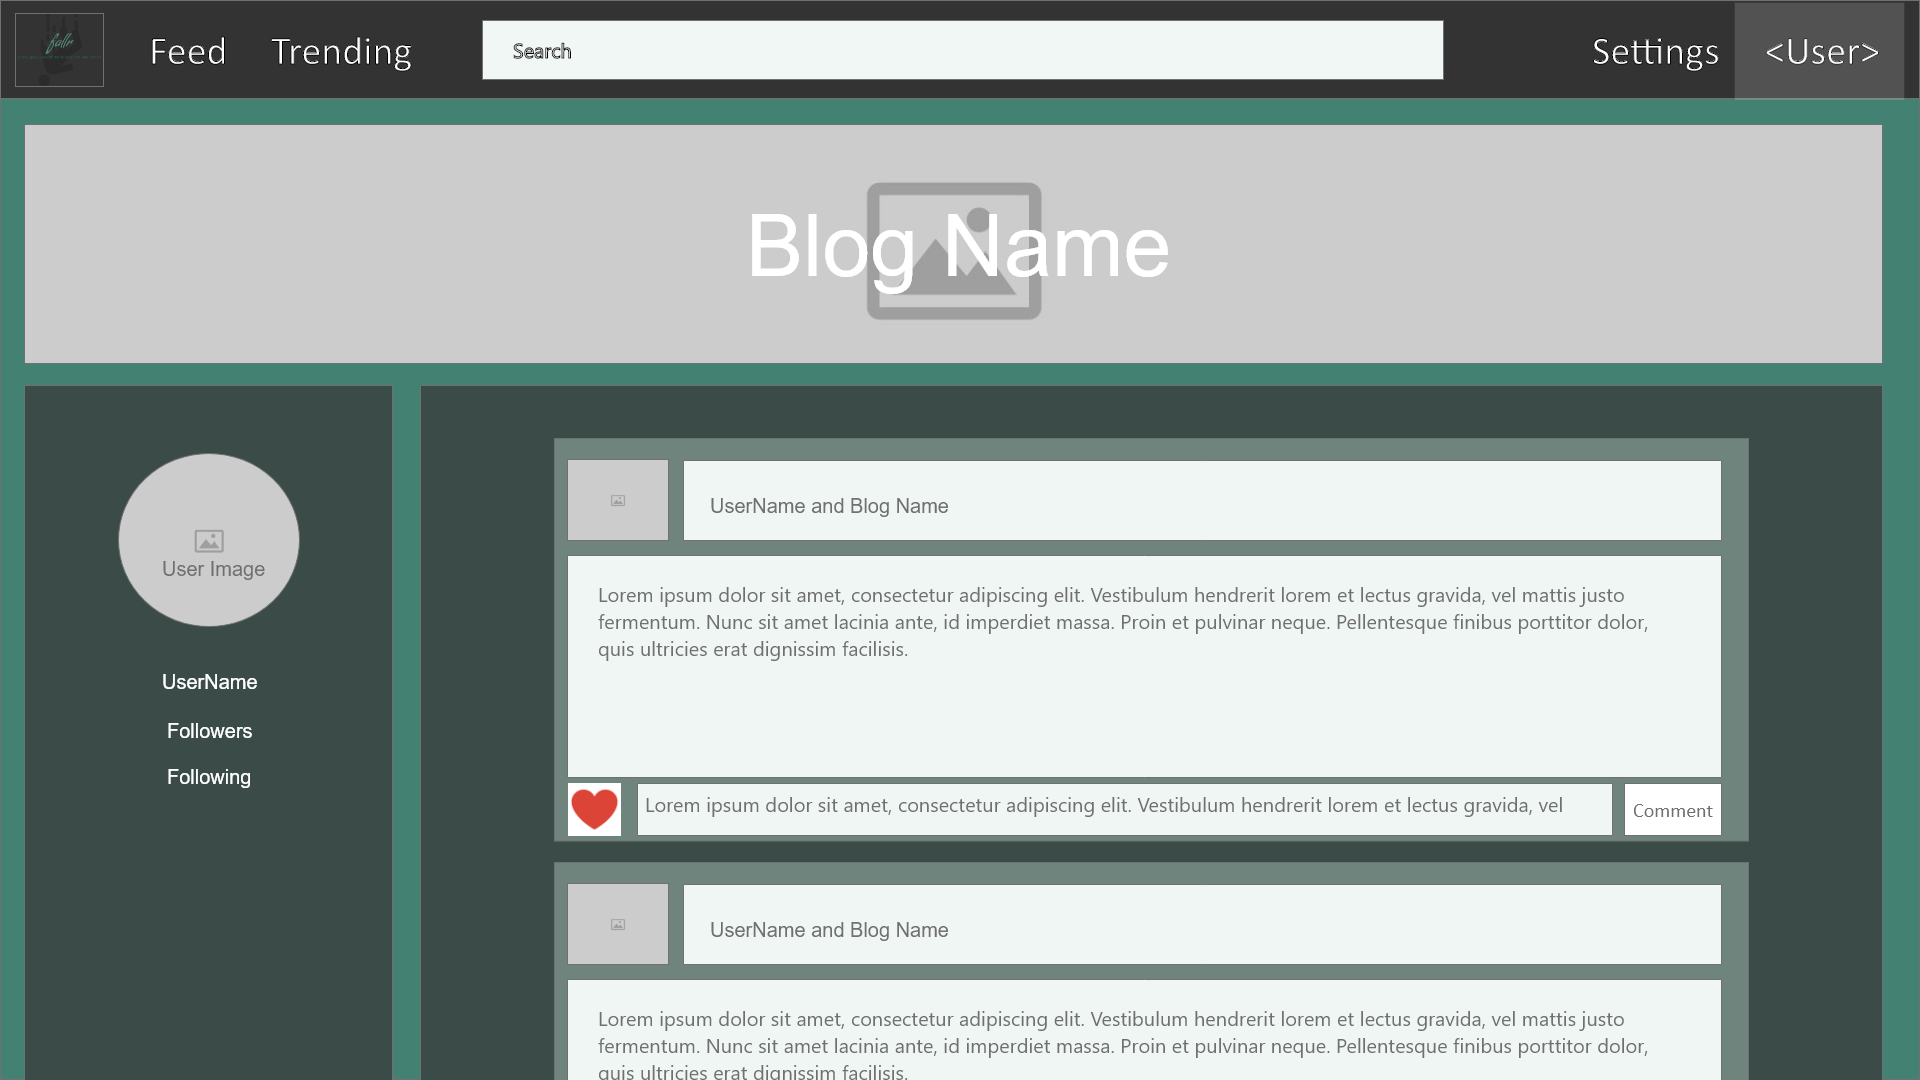 fallr
Feed
Trending
Search
Settings
<User>
Blog Name
User Image
UserName
Followers
Following
UserName and Blog Name
Lorem ipsum dolor sit amet, consectetur adipiscing elit. Vestibulum hendrerit lorem et lectus gravida, vel mattis justo
fermentum. Nunc sit amet lacinia ante, id imperdiet massa. Proin et pulvinar neque. Pellentesque finibus porttitor dolor,
quis ultricies erat dignissim facilisis.
Lorem ipsum dolor sit amet, consectetur adipiscing elit. Vestibulum hendrerit lorem et lectus gravida, vel
Comment
UserName and Blog Name
Lorem ipsum dolor sit amet, consectetur adipiscing elit. Vestibulum hendrerit lorem et lectus gravida, vel mattis justo
fermentum. Nunc sit amet lacinia ante, id imperdiet massa. Proin et pulvinar neque. Pellentesque finibus porttitor dolor,
quis ultricies erat dignissim facilisis.